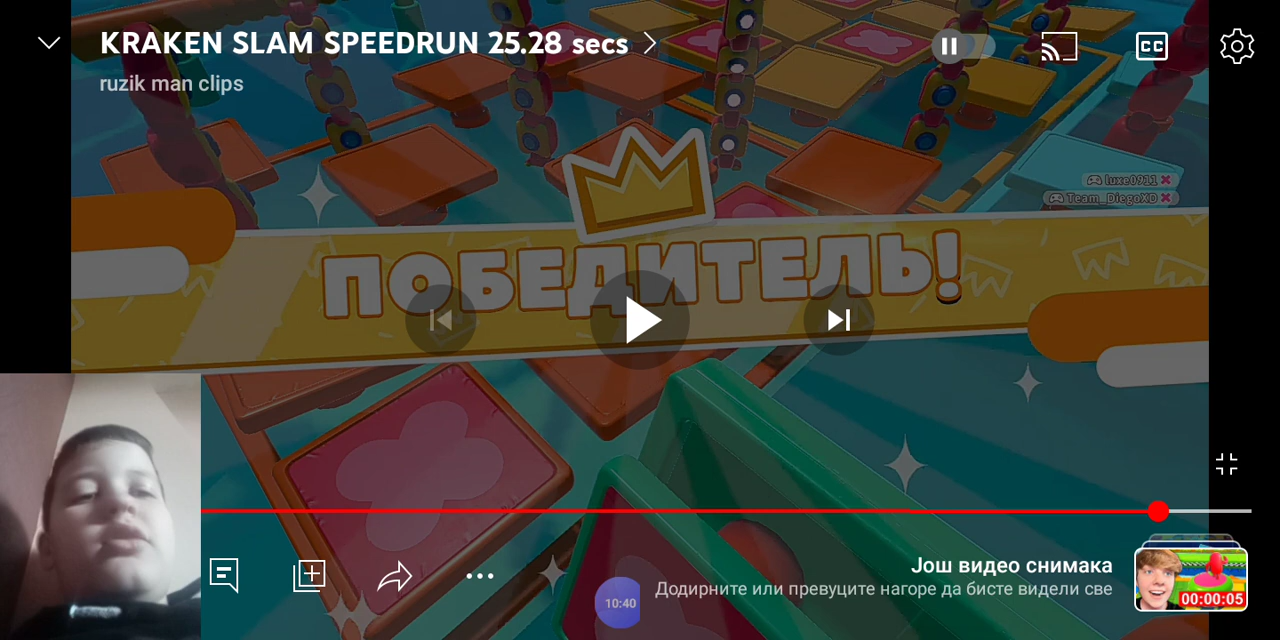 KRAKEN SLAM SPEEDRUN 25.28 secs
ruzik man clips
CC
luxe0911
Team_DiegoXD
ПОБЕДИТЕЛЬ!
Још видео снимака
Додирните или превуците нагоре да бисте видели све
00:00:05
10:40